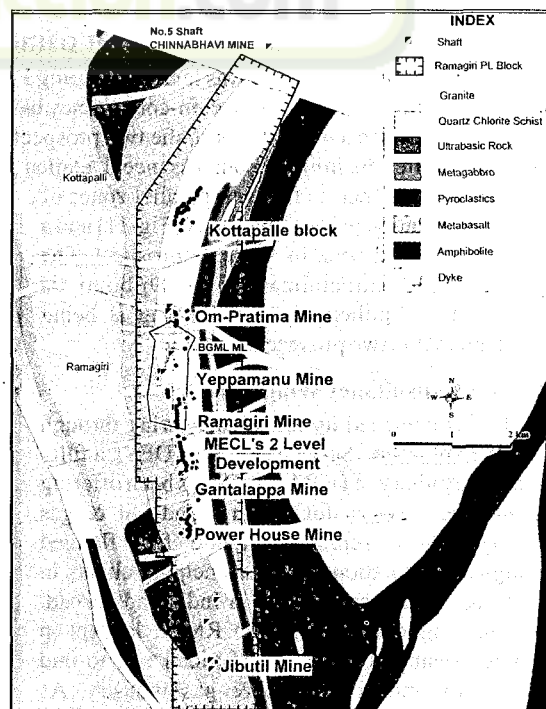 No.5 Shaft
CHINNABHAVI MINE
INDEX
Shaft
Ramagiri PL Block
Granite
Quartz Chlorite Schist
Ultrabasic Rock
Metagabbro
Pyroclastics
Metabasalt
Amphibolite
Dyke
Kottapalli
Kottapalle block
Om-Pratima Mine
BGML ML
Ramagiri
Yeppamanu Mine
Ramagiri Mine
MECL's 2 Level
Development
Gantalappa Mine
Power House Mine
Jibutil Mine
N
W E
S
0 1 2 km